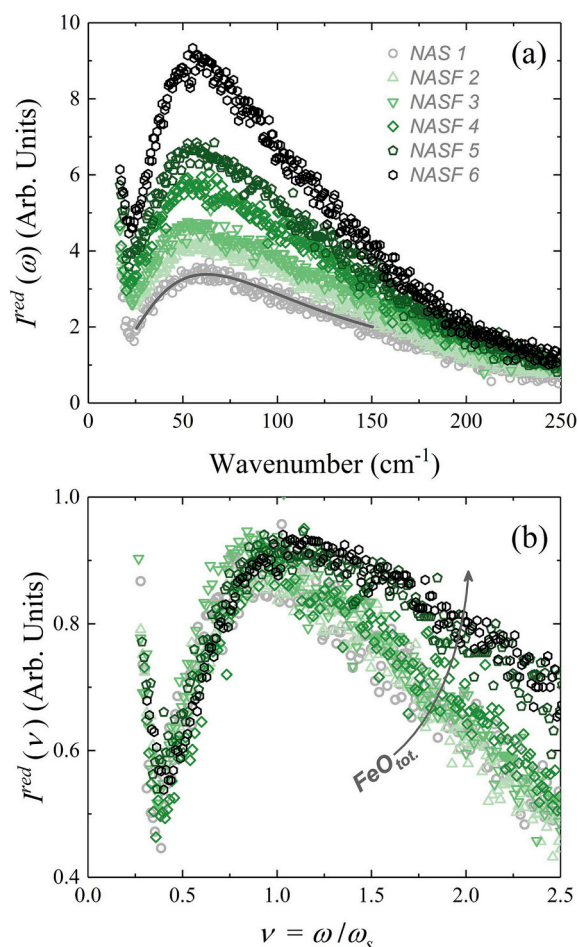 (a)
NAS 1
NASF 2
NASF 3
NASF 4
NASF 5
NASF 6
I^red (ω) (Arb. Units)
10
8
6
4
2
0
0 50 100 150 200 250
Wavenumber (cm⁻¹)
(b)
I^red (ν) (Arb. Units)
1.0
0.8
0.6
0.4
FeO_tot.
0.0 0.5 1.0 1.5 2.0 2.5
ν = ω/ω_s